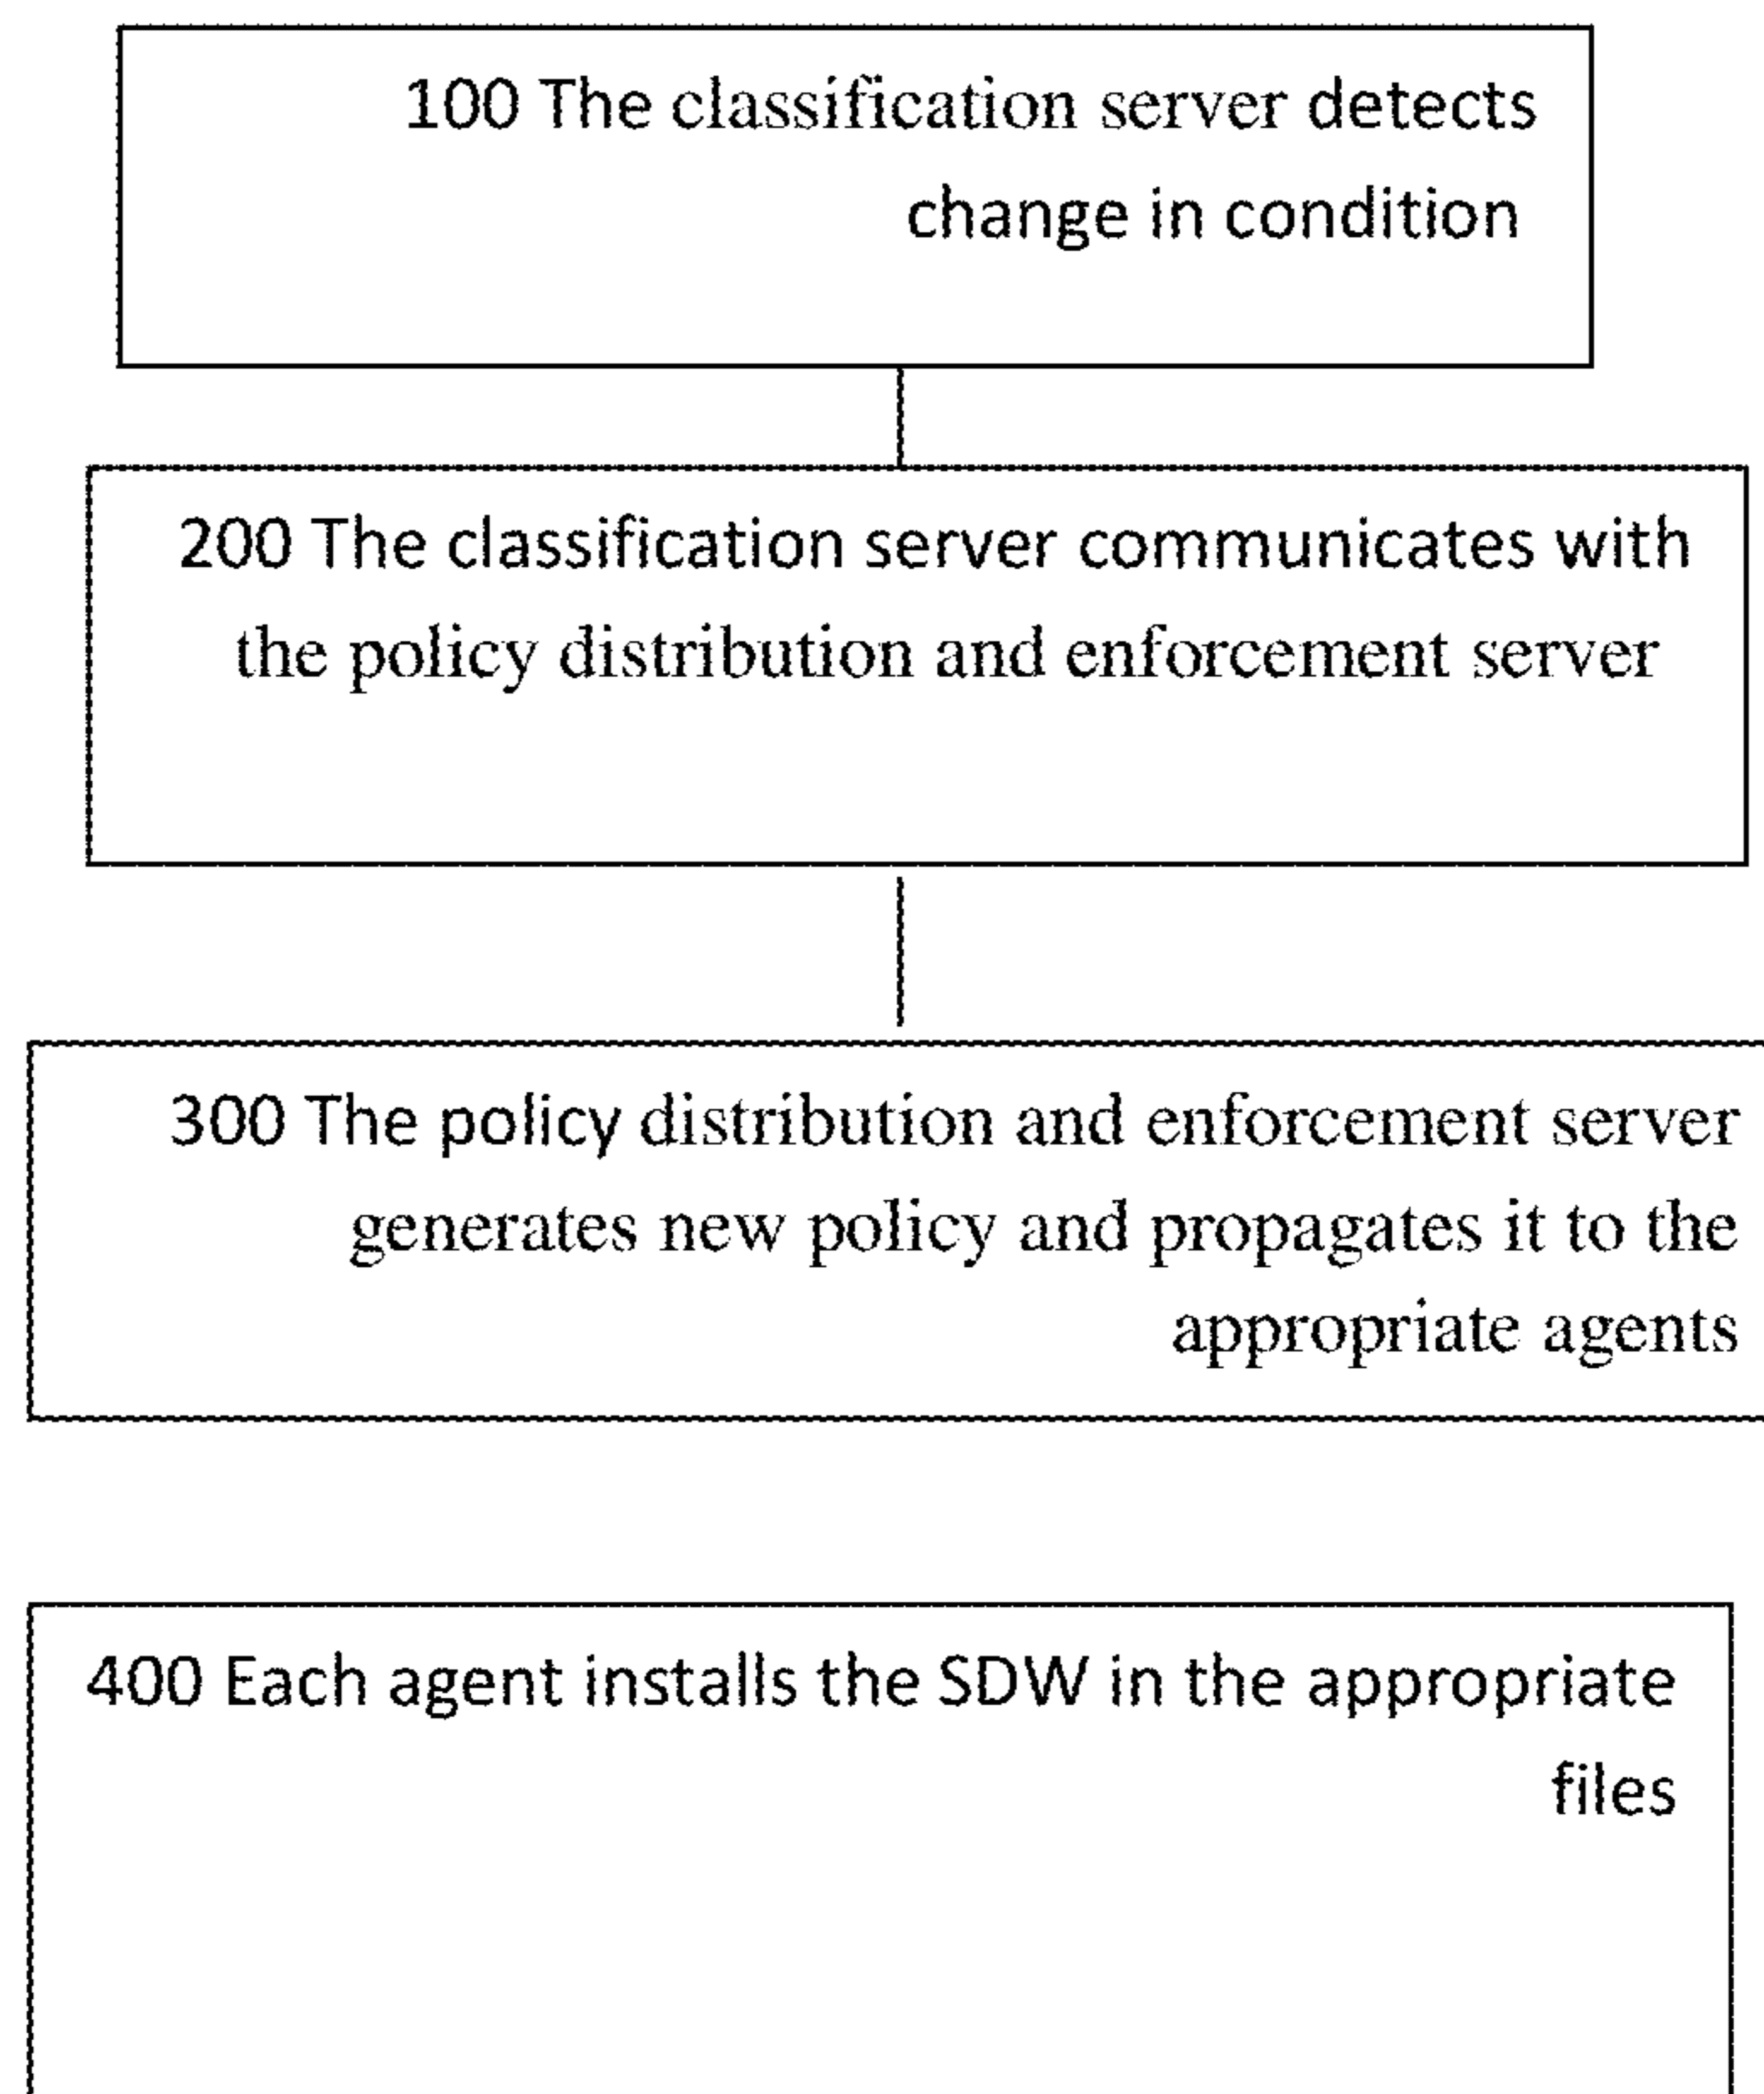 100 The classification server detects
change in condition
200 The classification server communicates with
the policy distribution and enforcement server
300 The policy distribution and enforcement server
generates new policy and propagates it to the
appropriate agents
400 Each agent installs the SDW in the appropriate
files